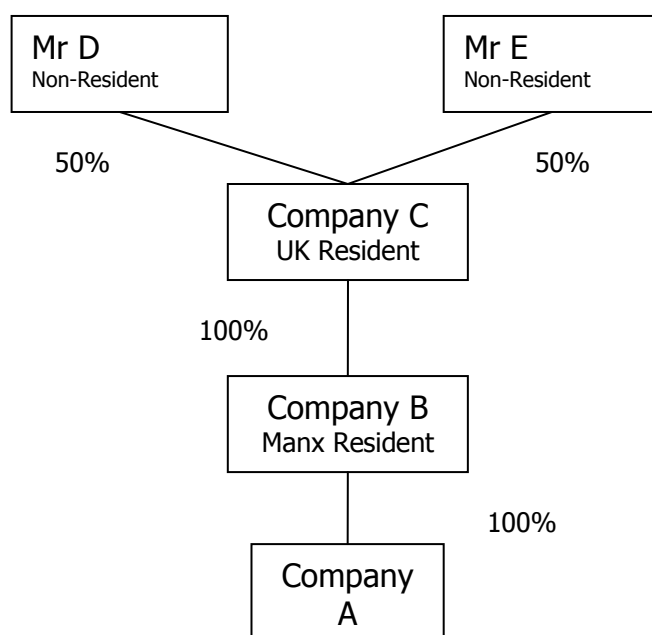 Mr D
Non-Resident
Mr E
Non-Resident
50%
50%
Company C
UK Resident
100%
Company B
Manx Resident
100%
Company
A